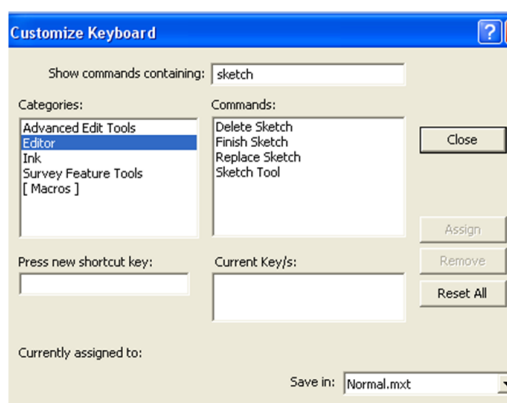 Customize Keyboard
?
Show commands containing: sketch
Categories:
Commands:
Advanced Edit Tools
Editor
Ink
Survey Feature Tools
[ Macros ]
Delete Sketch
Finish Sketch
Replace Sketch
Sketch Tool
Close
Assign
Press new shortcut key:
Current Key/s:
Remove
Reset All
Currently assigned to:
Save in: Normal.mxt